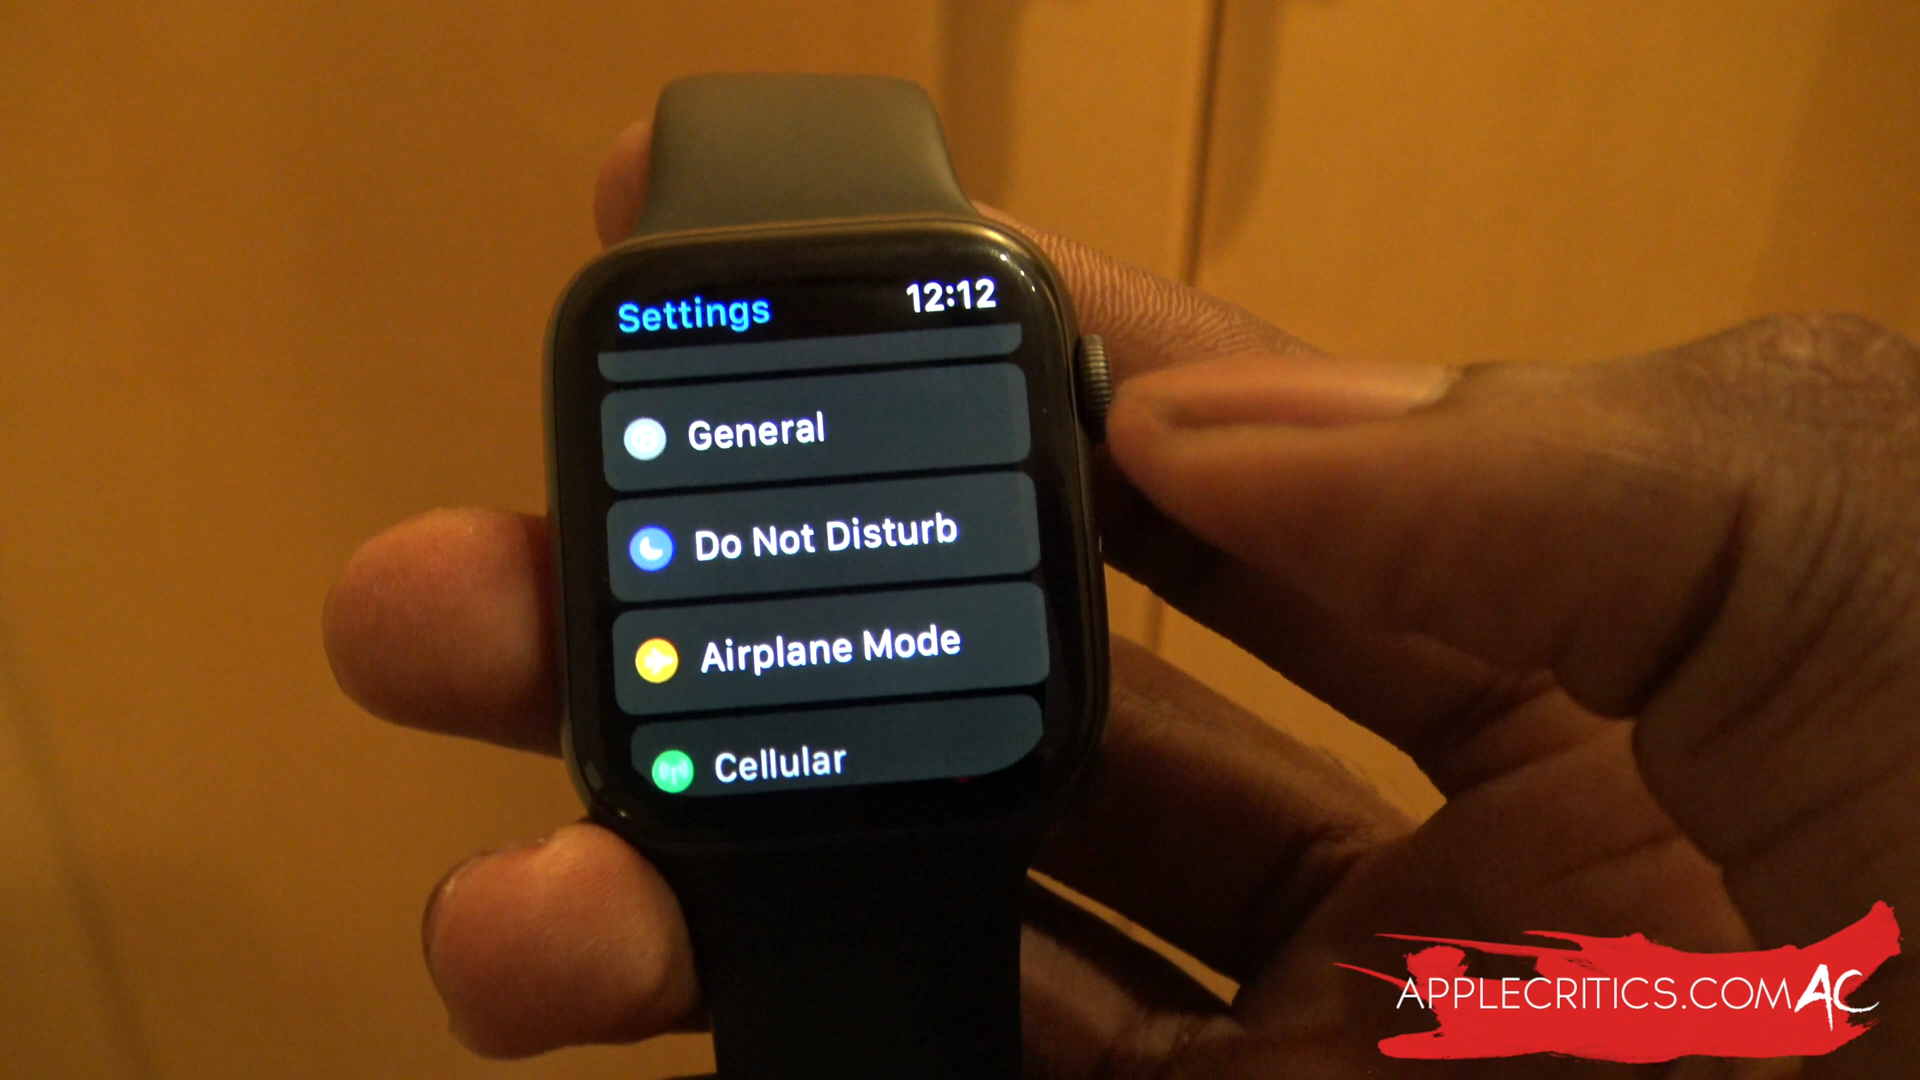 Settings
12:12
General
Do Not Disturb
Airplane Mode
Cellular
APPLECRITICS.COM AC